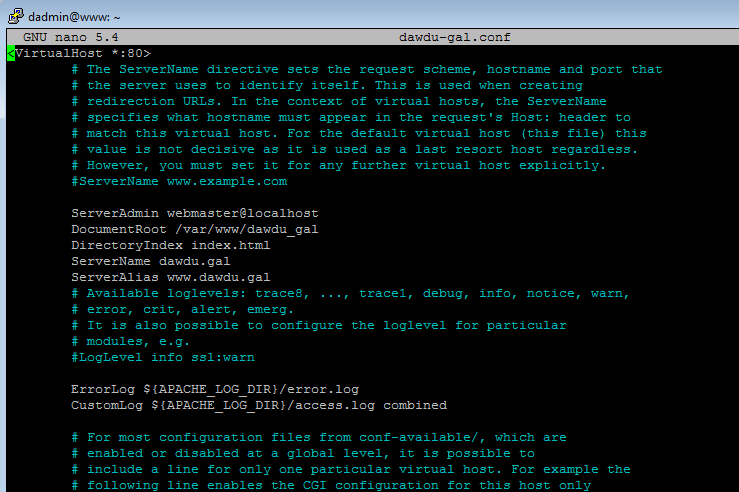 dadmin@www: ~
GNU nano 5.4 dawdu-gal.conf
<VirtualHost *:80>
# The ServerName directive sets the request scheme, hostname and port that
# the server uses to identify itself. This is used when creating
# redirection URLs. In the context of virtual hosts, the ServerName
# specifies what hostname must appear in the request's Host: header to
# match this virtual host. For the default virtual host (this file) this
# value is not decisive as it is used as a last resort host regardless.
# However, you must set it for any further virtual host explicitly.
#ServerName www.example.com
ServerAdmin webmaster@localhost
DocumentRoot /var/www/dawdu_gal
DirectoryIndex index.html
ServerName dawdu.gal
ServerAlias www.dawdu.gal
# Available loglevels: trace8, ..., trace1, debug, info, notice, warn,
# error, crit, alert, emerg.
# It is also possible to configure the loglevel for particular
# modules, e.g.
#LogLevel info ssl:warn
ErrorLog ${APACHE_LOG_DIR}/error.log
CustomLog ${APACHE_LOG_DIR}/access.log combined
# For most configuration files from conf-available/, which are
# enabled or disabled at a global level, it is possible to
# include a line for only one particular virtual host. For example the
# following line enables the CGI configuration for this host only